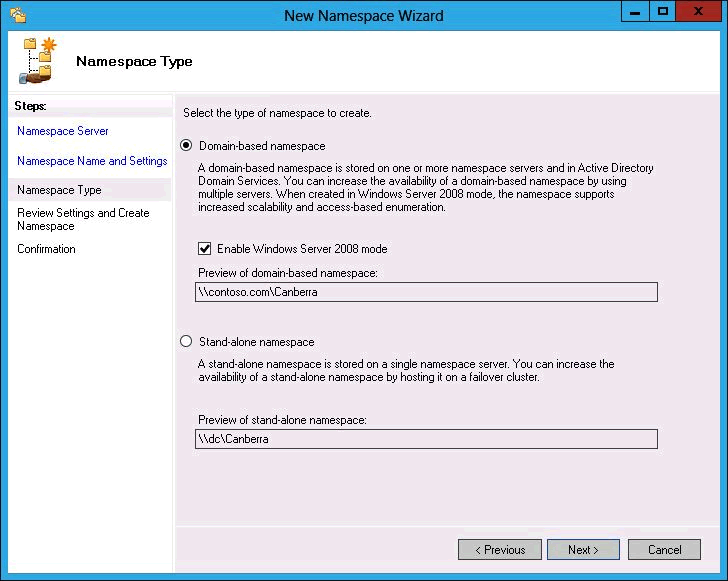 New Namespace Wizard
Namespace Type
Steps:
Namespace Server
Namespace Name and Settings
Namespace Type
Review Settings and Create
Namespace
Confirmation
Select the type of namespace to create.
Domain-based namespace
A domain-based namespace is stored on one or more namespace servers and in Active Directory
Domain Services. You can increase the availability of a domain-based namespace by using
multiple servers. When created in Windows Server 2008 mode, the namespace supports
increased scalability and access-based enumeration.
Enable Windows Server 2008 mode
Preview of domain-based namespace:
\\contoso.com\Canberra
Stand-alone namespace
A stand-alone namespace is stored on a single namespace server. You can increase the
availability of a stand-alone namespace by hosting it on a failover cluster.
Preview of stand-alone namespace:
\\dc\Canberra
< Previous
Next >
Cancel